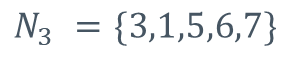 N₃ = {3,1,5,6,7}